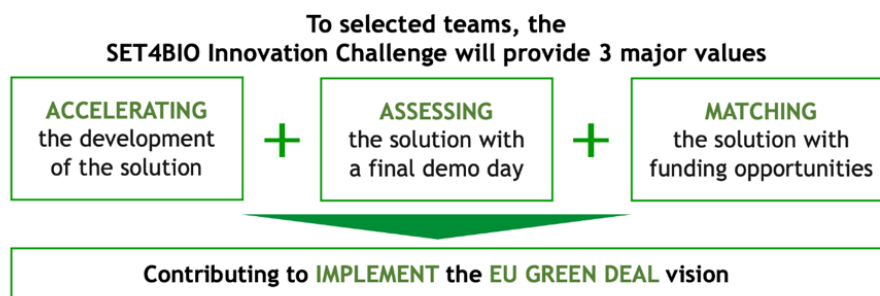 To selected teams, the
SET4BIO Innovation Challenge will provide 3 major values
ACCELERATING
the development
of the solution
+
ASSESSING
the solution with
a final demo day
+
MATCHING
the solution with
funding opportunities
Contributing to IMPLEMENT the EU GREEN DEAL vision